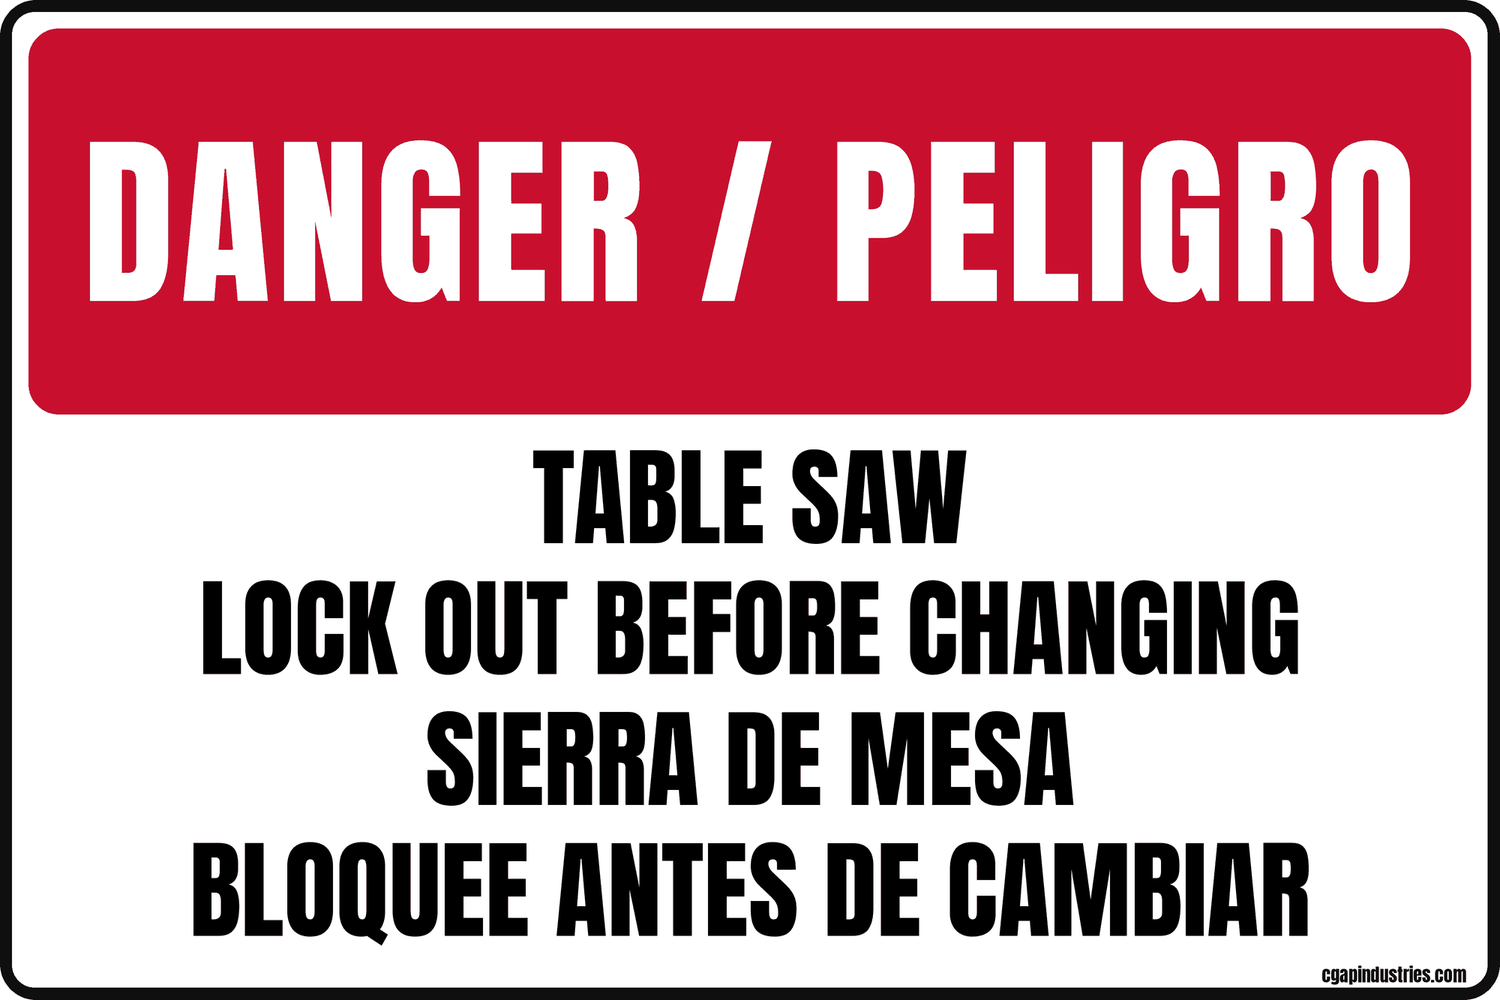 DANGER / PELIGRO
TABLE SAW
LOCK OUT BEFORE CHANGING
SIERRA DE MESA
BLOQUEE ANTES DE CAMBIAR
cgapindustries.com